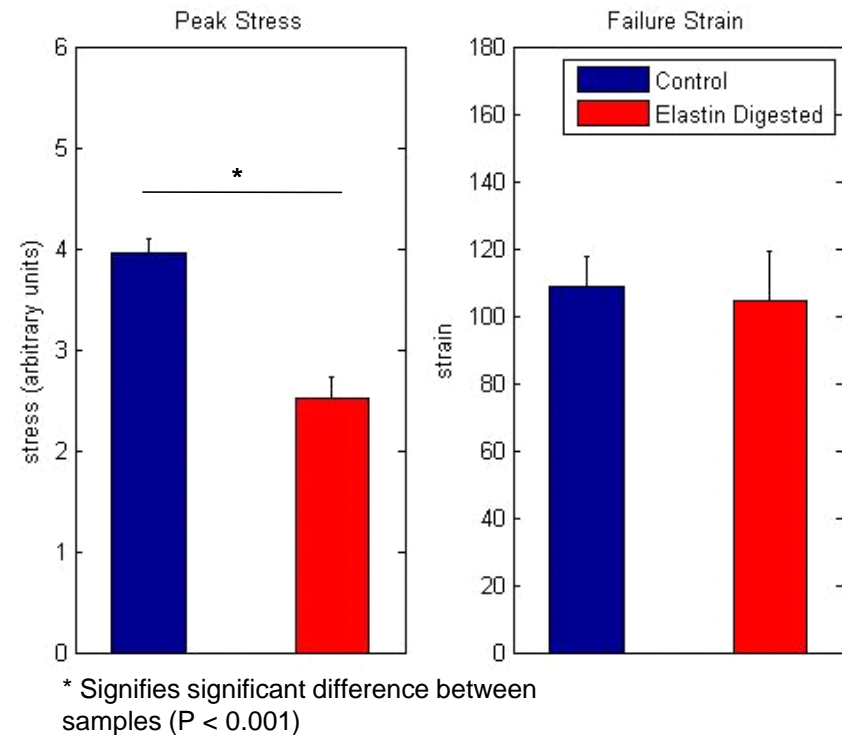 Peak Stress
6
5
4
3
2
1
0
stress (arbitrary units)
*
Failure Strain
180
160
140
120
100
80
60
40
20
0
strain
Control
Elastin Digested
* Signifies significant difference between
samples (P < 0.001)